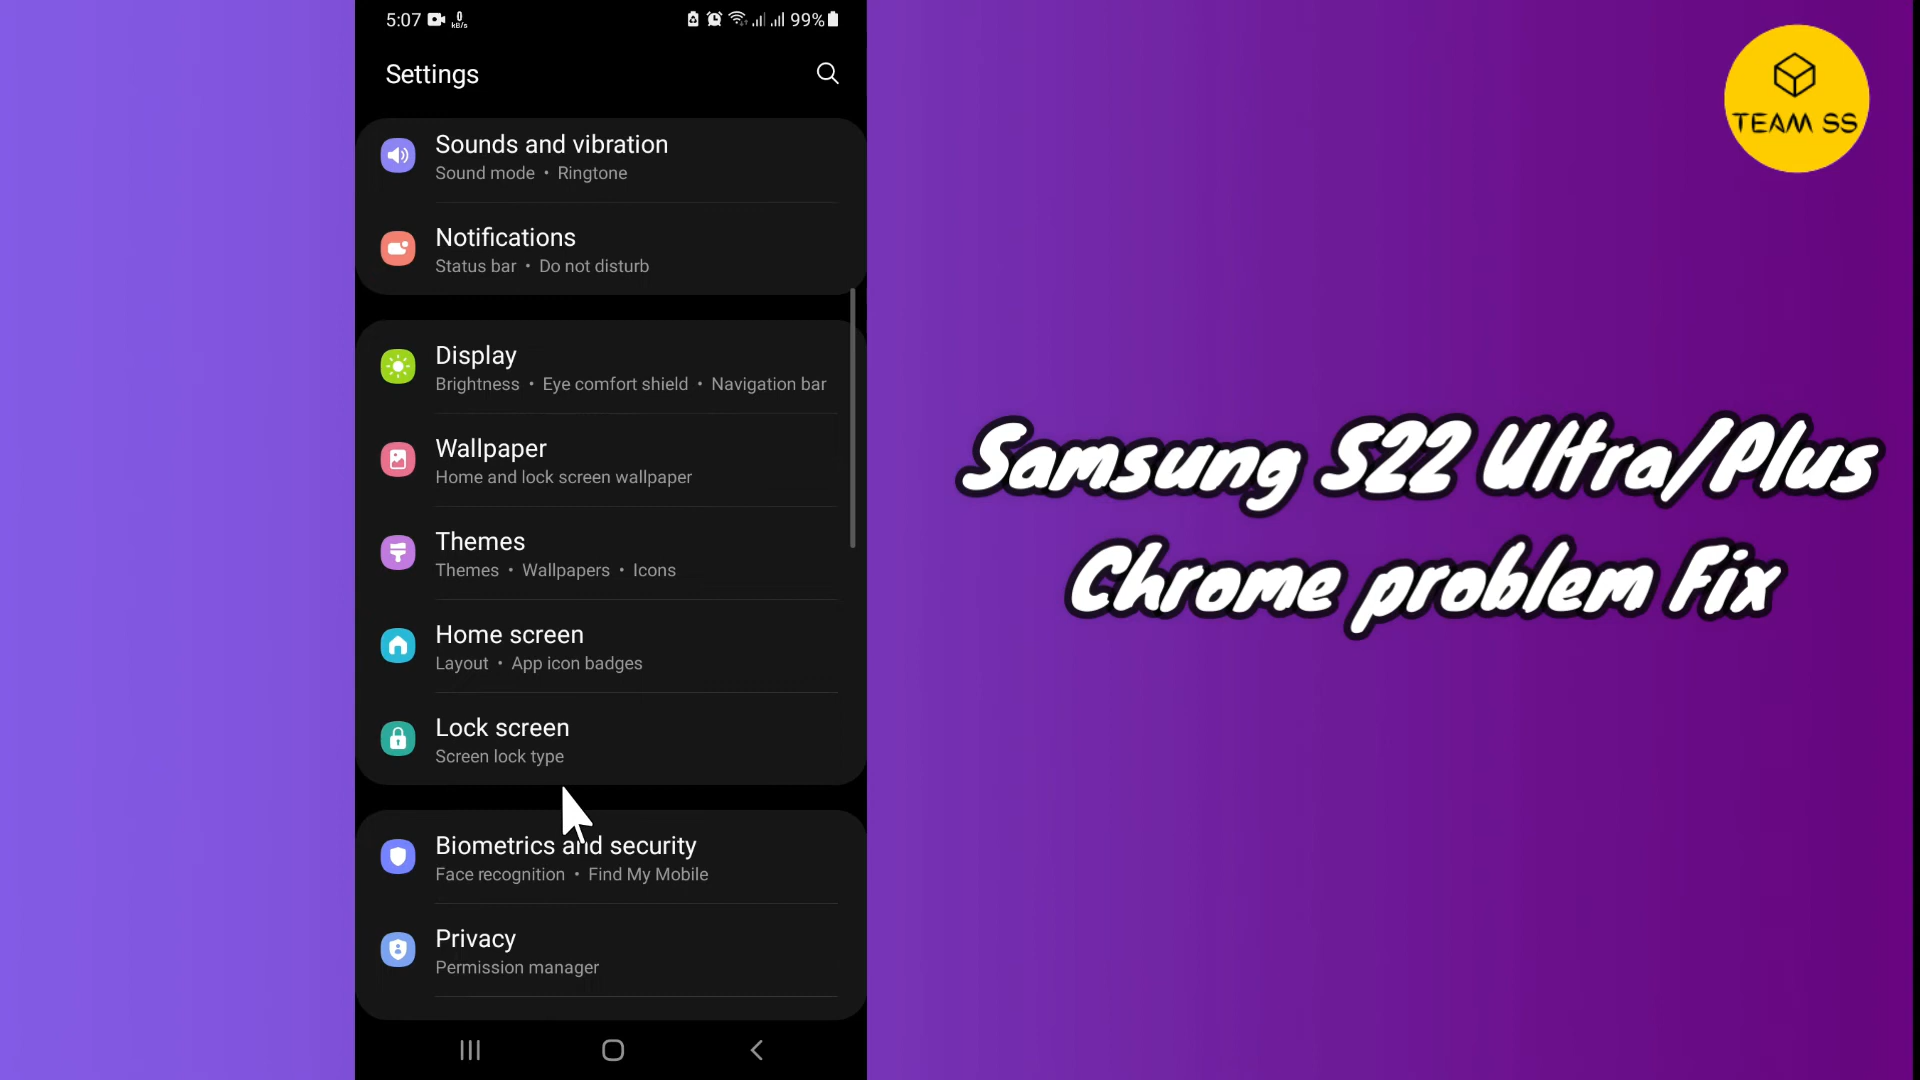 5:07 0 kB/s 99%
Settings
Sounds and vibration
Sound mode • Ringtone
Notifications
Status bar • Do not disturb
Display
Brightness • Eye comfort shield • Navigation bar
Wallpaper
Home and lock screen wallpaper
Themes
Themes • Wallpapers • Icons
Home screen
Layout • App icon badges
Lock screen
Screen lock type
Biometrics and security
Face recognition • Find My Mobile
Privacy
Permission manager
TEAM SS
Samsung S22 Ultra/Plus
Chrome problem Fix